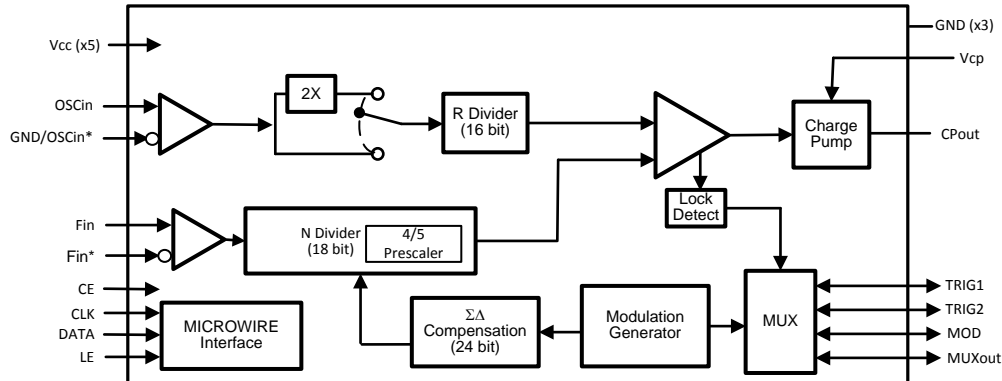 GND (x3)
Vcc (x5)
Vcp
OSCin
2X
R Divider
(16 bit)
Charge
Pump
GND/OSCin*
CPout
Lock
Detect
Fin
N Divider
(18 bit)
4/5
Prescaler
Fin*
CE
CLK
DATA
LE
MICROWIRE
Interface
ΣΔ
Compensation
(24 bit)
Modulation
Generator
MUX
TRIG1
TRIG2
MOD
MUXout